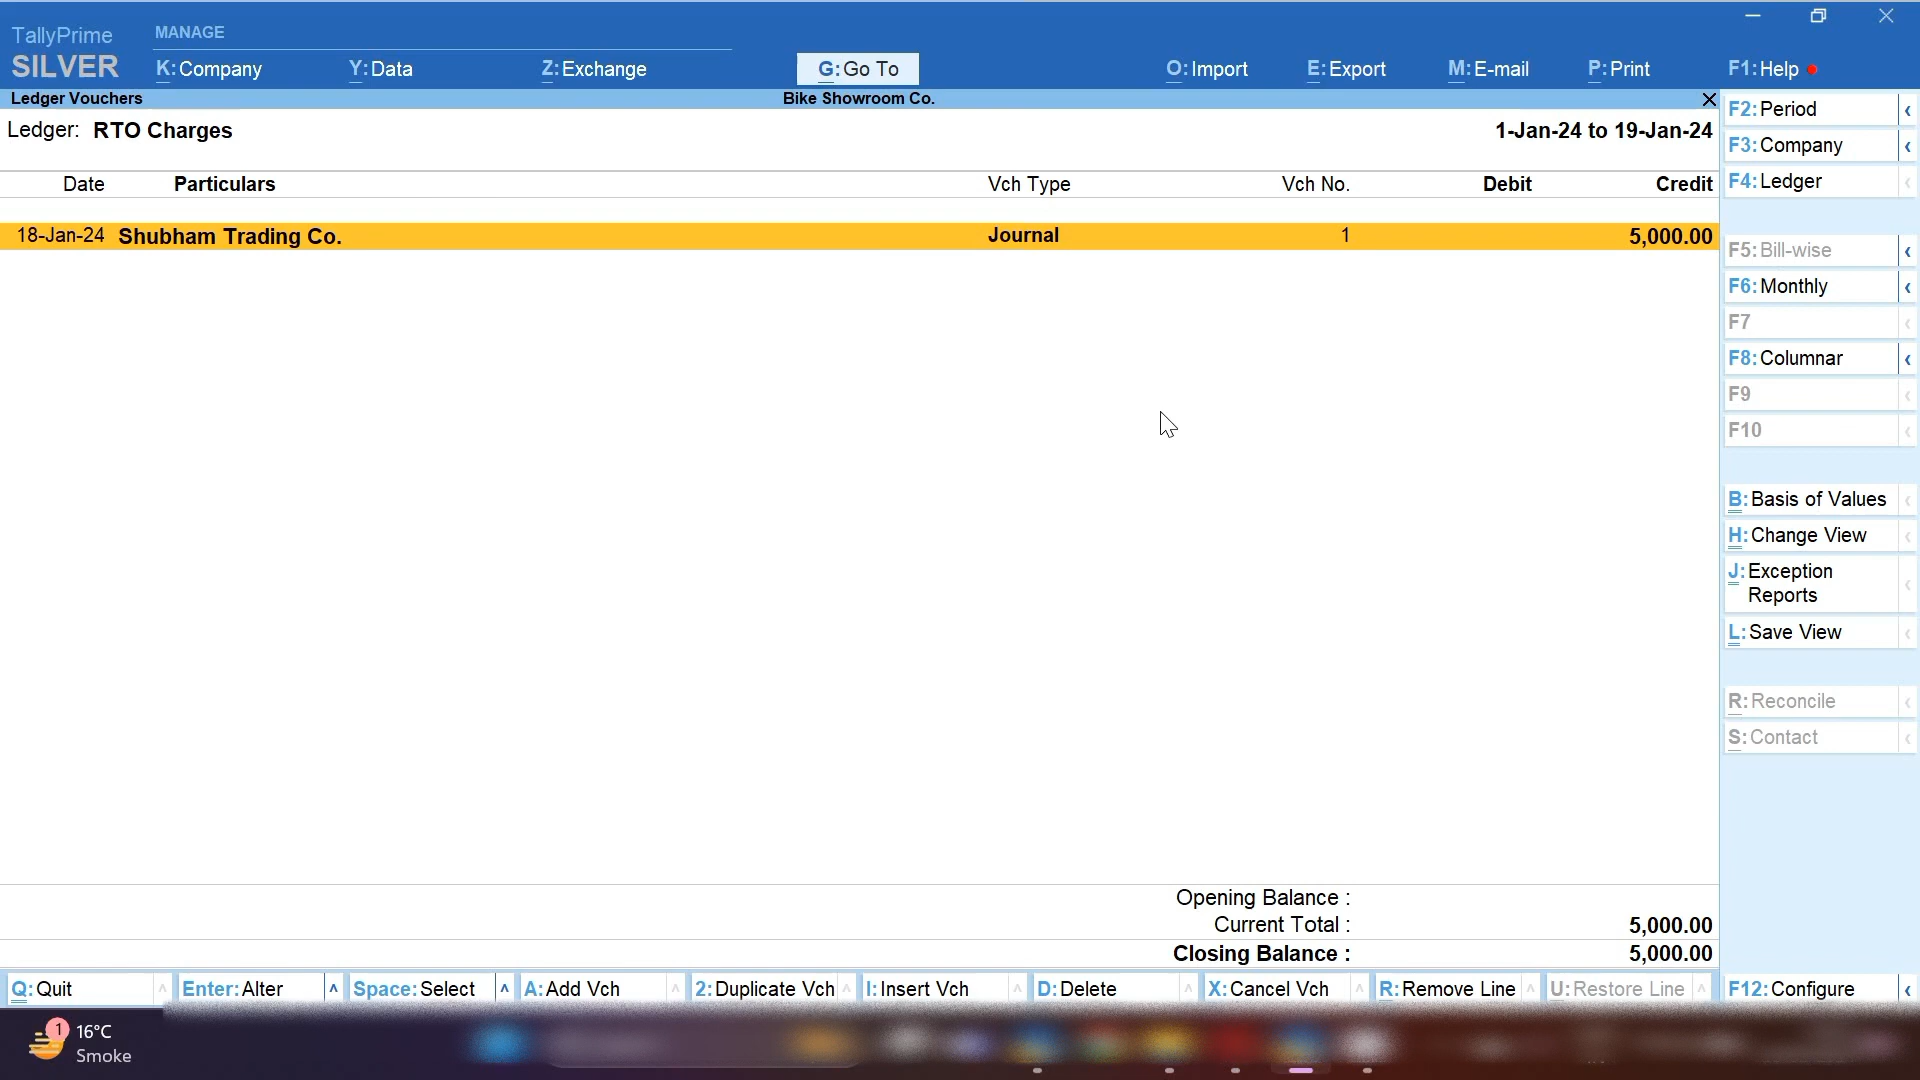 TallyPrime
SILVER
MANAGE
K:Company Y:Data Z:Exchange G:Go To O:Import E:Export M:E-mail P:Print F1:Help
Ledger Vouchers Bike Showroom Co.
Ledger: RTO Charges 1-Jan-24 to 19-Jan-24
Date Particulars Vch Type Vch No. Debit Credit
18-Jan-24 Shubham Trading Co. Journal 1 5,000.00
Opening Balance :
Current Total : 5,000.00
Closing Balance : 5,000.00
F2:Period
F3:Company
F4:Ledger
F5:Bill-wise
F6:Monthly
F7
F8:Columnar
F9
F10
B:Basis of Values
H:Change View
J:Exception
Reports
L:Save View
R:Reconcile
S:Contact
Q:Quit Enter:Alter Space:Select A:Add Vch 2:Duplicate Vch I:Insert Vch D:Delete X:Cancel Vch R:Remove Line U:Restore Line F12:Configure
1
16°C
Smoke